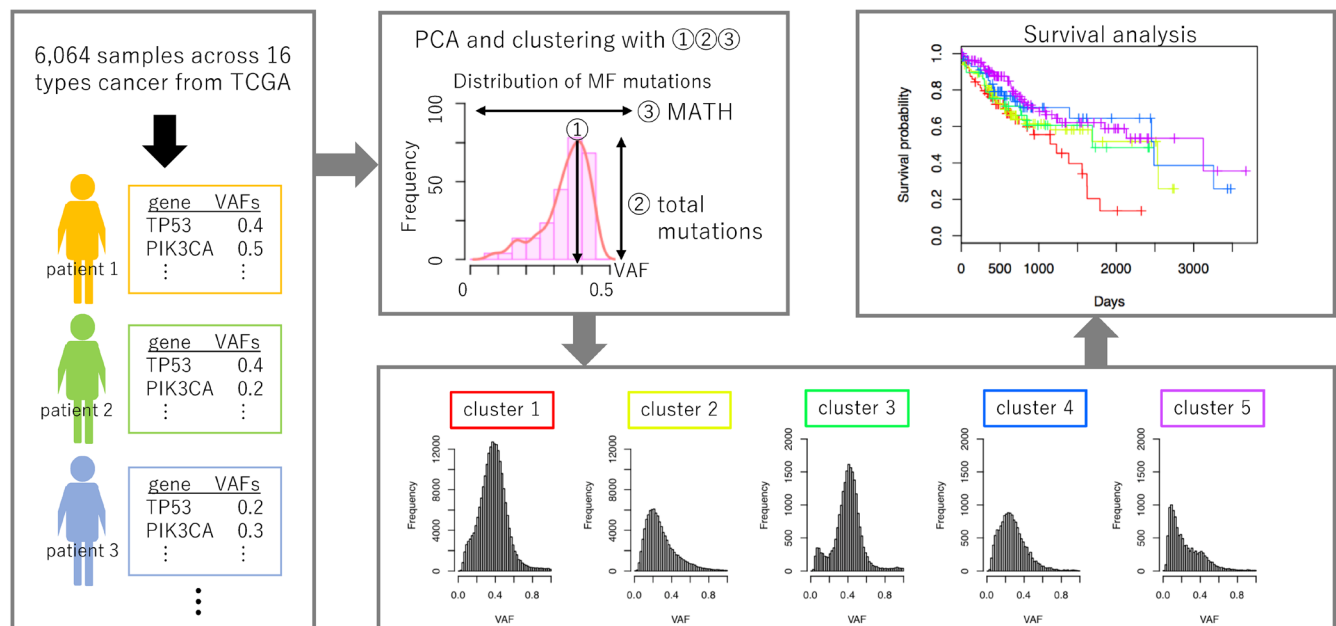 6,064 samples across 16
types cancer from TCGA
patient 1
gene VAFs
TP53 0.4
PIK3CA 0.5
⋮ ⋮
patient 2
gene VAFs
TP53 0.4
PIK3CA 0.2
⋮ ⋮
patient 3
gene VAFs
TP53 0.2
PIK3CA 0.3
⋮ ⋮
⋮
PCA and clustering with ①②③
Distribution of MF mutations
③ MATH
①
② total
mutations
Frequency
100
50
0
VAF
0 0.5
Survival analysis
Survival probability
1.0
0.8
0.6
0.4
0.2
0.0
0 500 1000 2000 3000
Days
cluster 1
Frequency
12000
8000
4000
0
0.0 0.4 0.8
VAF
cluster 2
Frequency
12000
8000
4000
0
0.0 0.4 0.8
VAF
cluster 3
Frequency
2000
1500
1000
500
0
0.0 0.4 0.8
VAF
cluster 4
Frequency
2000
1500
1000
500
0
0.0 0.4 0.8
VAF
cluster 5
Frequency
2000
1500
1000
500
0
0.0 0.4 0.8
VAF